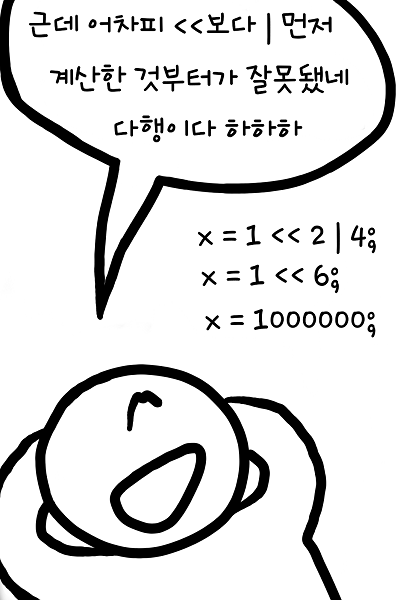 근데 어차피 <<보다 | 먼저
계산한 것부터가 잘못됐네
다행이다 하하하
x = 1 << 2 | 4;
x = 1 << 6;
x = 1000000;